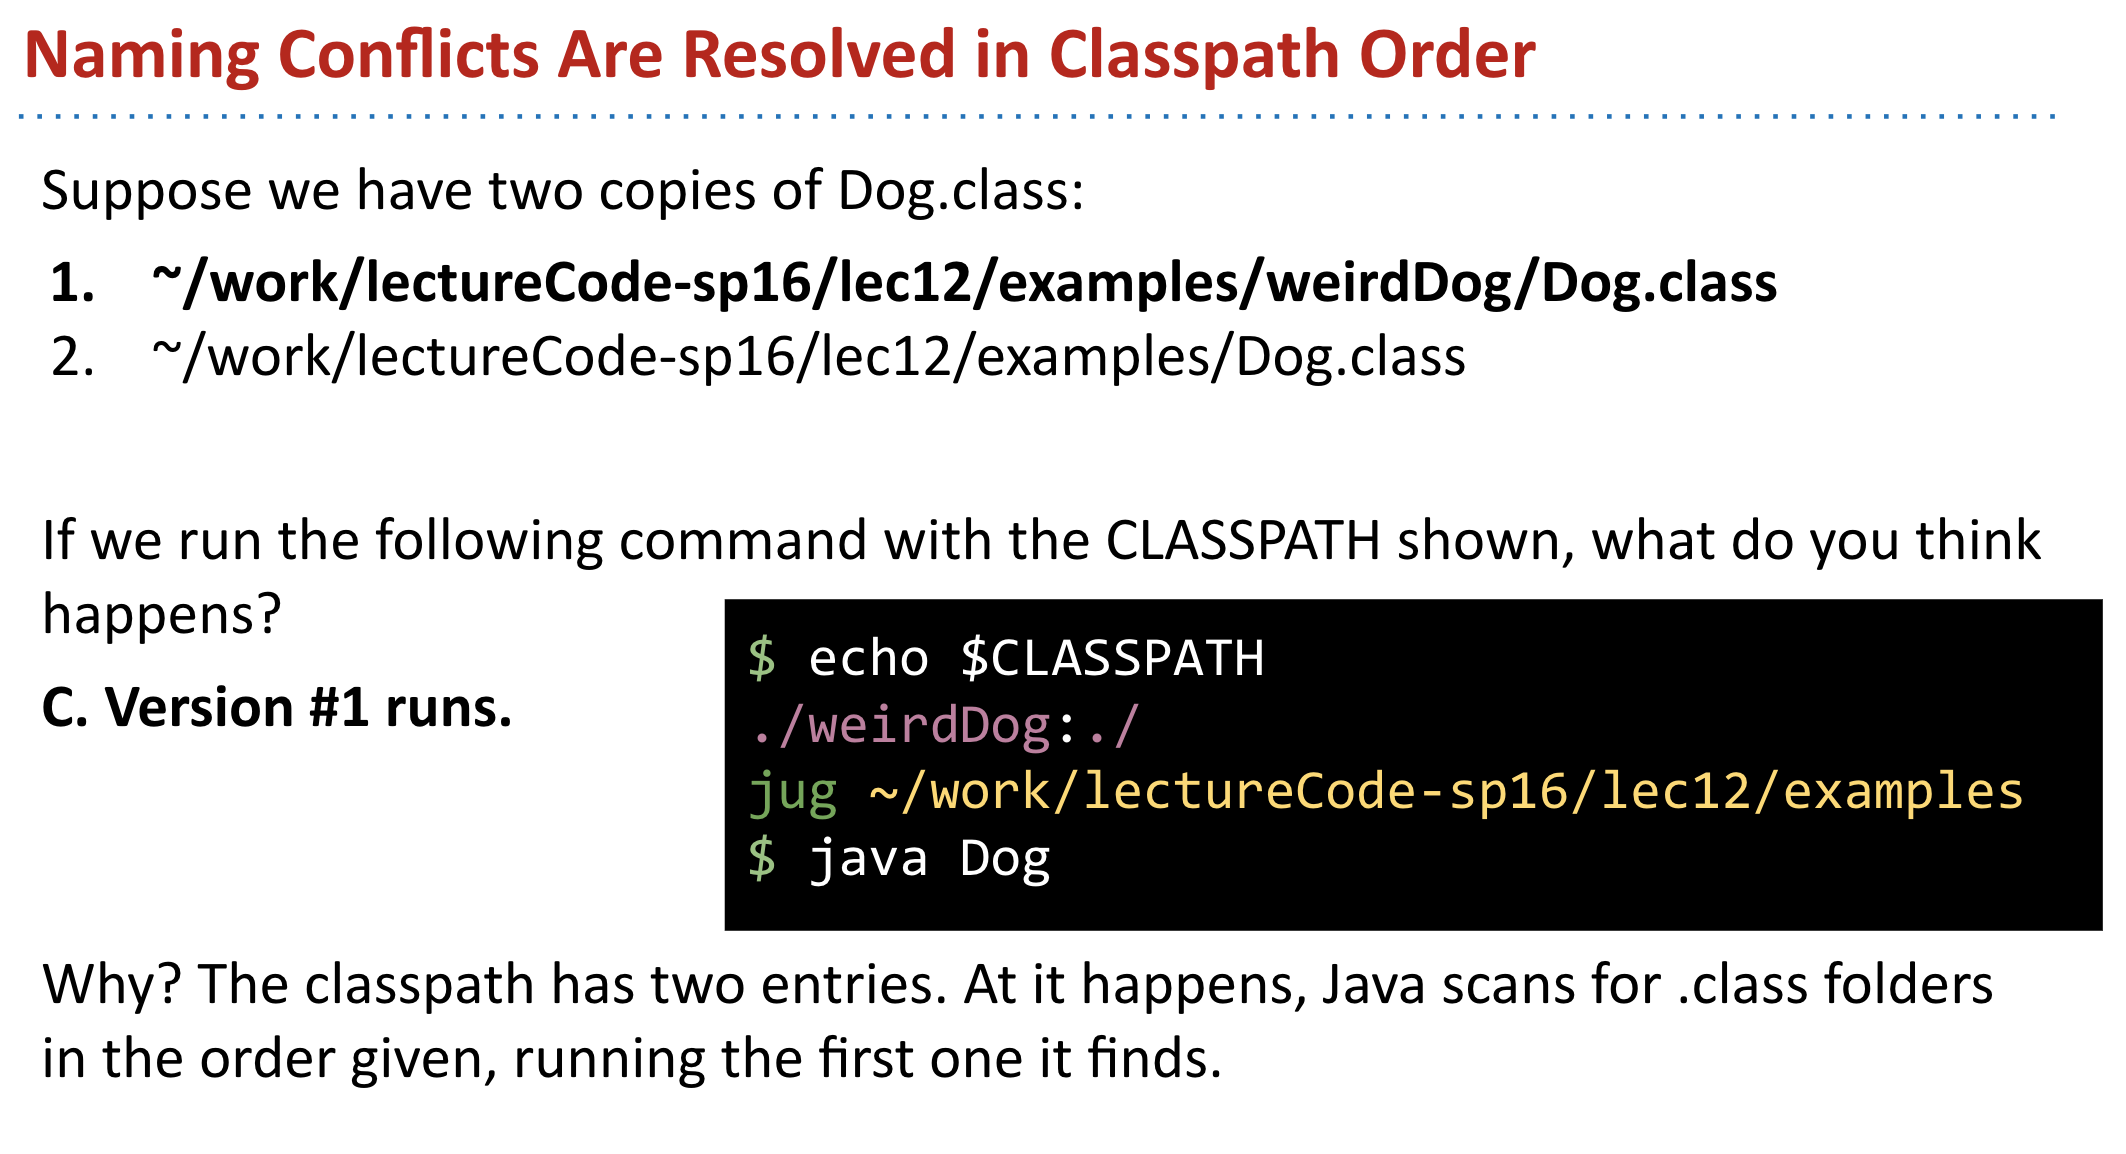 Naming Conflicts Are Resolved in Classpath Order
Suppose we have two copies of Dog.class:
1. ~/work/lectureCode-sp16/lec12/examples/weirdDog/Dog.class
2. ~/work/lectureCode-sp16/lec12/examples/Dog.class
If we run the following command with the CLASSPATH shown, what do you think
happens?
C. Version #1 runs.
$ echo $CLASSPATH
./weirdDog:./
jug ~/work/lectureCode-sp16/lec12/examples
$ java Dog
Why? The classpath has two entries. At it happens, Java scans for .class folders
in the order given, running the first one it finds.